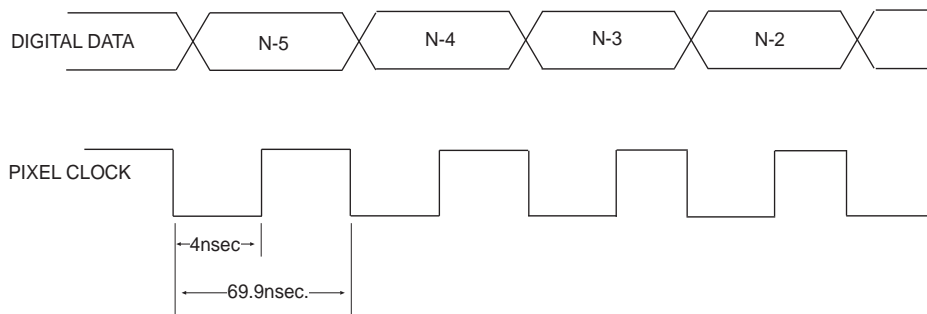 DIGITAL DATA
N-5
N-4
N-3
N-2
PIXEL CLOCK
4nsec
69.9nsec.